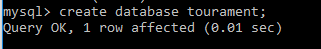 mysql> create database tourament;
Query OK, 1 row affected (0.01 sec)